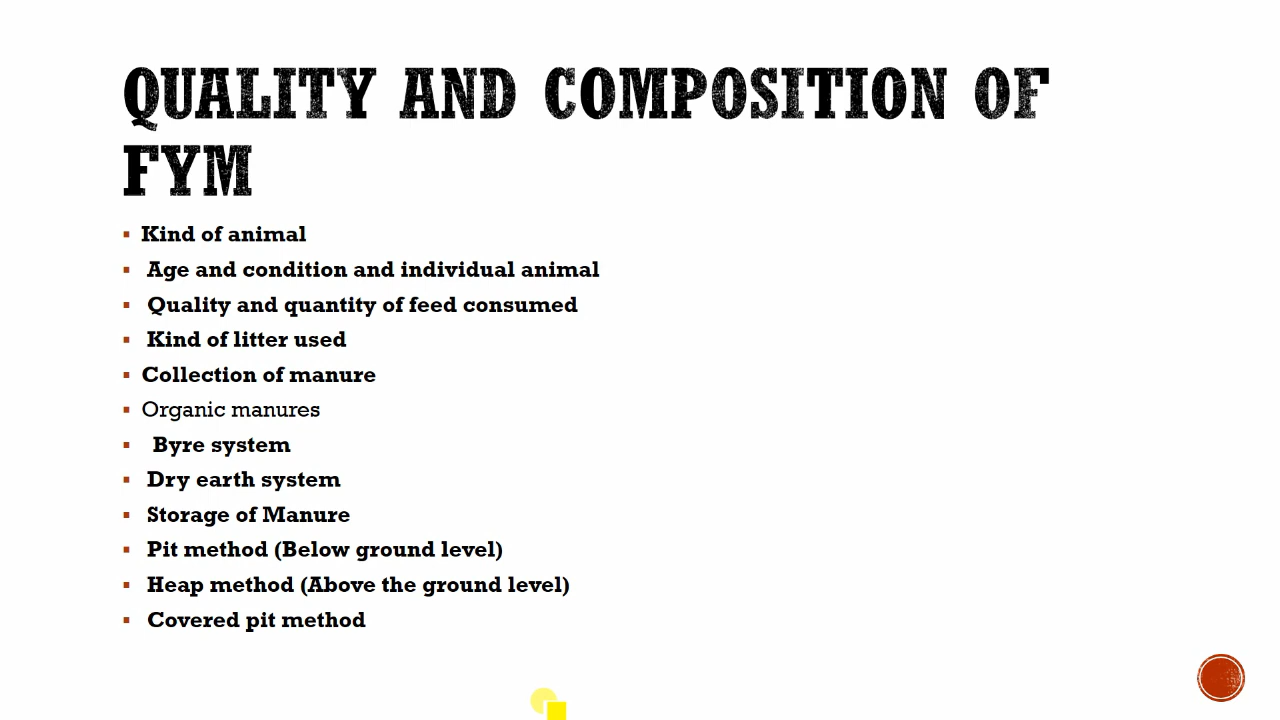 QUALITY AND COMPOSITION OF
FYM
▪ Kind of animal
▪ Age and condition and individual animal
▪ Quality and quantity of feed consumed
▪ Kind of litter used
▪ Collection of manure
▪ Organic manures
▪ Byre system
▪ Dry earth system
▪ Storage of Manure
▪ Pit method (Below ground level)
▪ Heap method (Above the ground level)
▪ Covered pit method